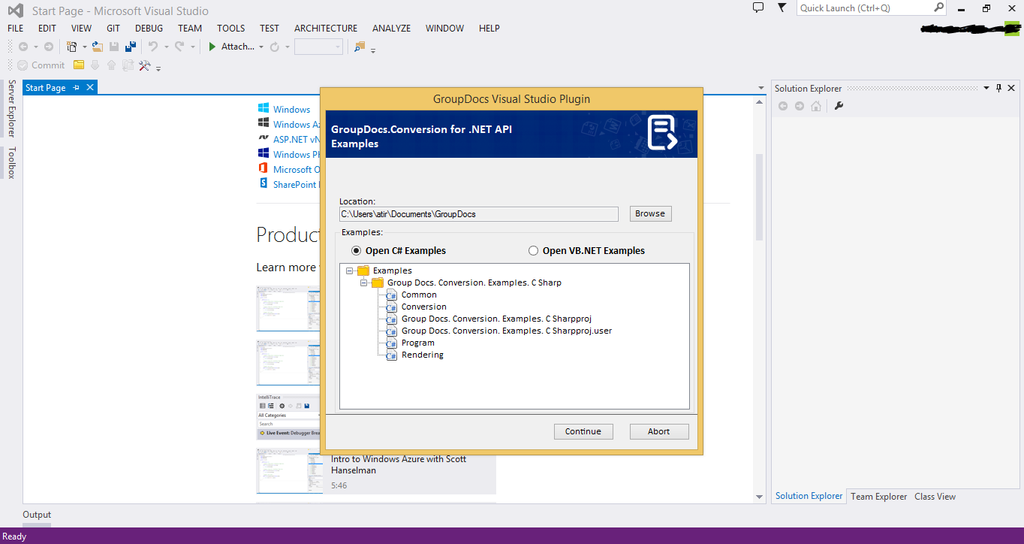 Start Page - Microsoft Visual Studio
Quick Launch (Ctrl+Q)
FILE EDIT VIEW GIT DEBUG TEAM TOOLS TEST ARCHITECTURE ANALYZE WINDOW HELP
Attach...
Commit
Server Explorer
Toolbox
Start Page
Windows
Windows Az
ASP.NET vN
Windows Ph
Microsoft O
SharePoint
Product
Learn more
IntelliTrace
All Categories
Search
Live Event: Debugger Brea
Intro to Windows Azure with Scott
Hanselman
5:46
GroupDocs Visual Studio Plugin
GroupDocs.Conversion for .NET API
Examples
Location:
C:\Users\atir\Documents\GroupDocs
Browse
Examples:
Open C# Examples
Open VB.NET Examples
Examples
Group Docs. Conversion. Examples. C Sharp
Common
Conversion
Group Docs. Conversion. Examples. C Sharpproj
Group Docs. Conversion. Examples. C Sharpproj.user
Program
Rendering
Continue
Abort
Solution Explorer
Solution Explorer Team Explorer Class View
Output
Ready